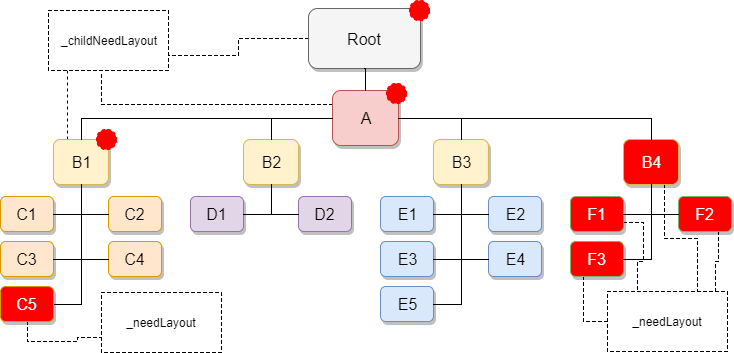 Root
_childNeedLayout
A
B1
B2
B3
B4
C1
C2
D1
D2
E1
E2
F1
F2
C3
C4
E3
E4
F3
C5
E5
_needLayout
_needLayout